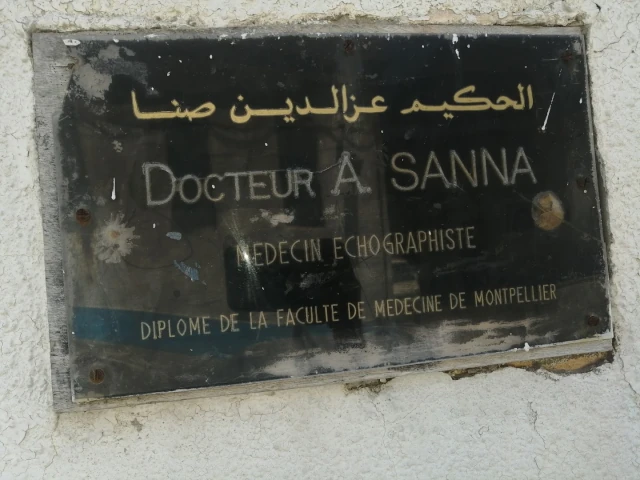 الحكيم عزالدين صنا
DOCTEUR A. SANNA
MEDECIN ECHOGRAPHISTE
DIPLOME DE LA FACULTE DE MEDECINE DE MONTPELLIER